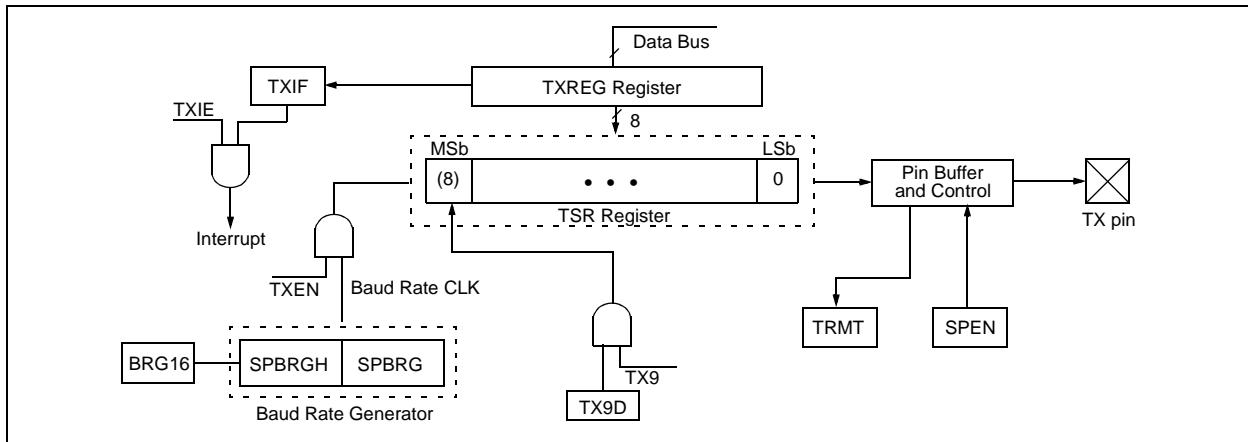 Data Bus
TXIF
TXREG Register
TXIE
8
MSb
LSb
(8)
• • •
0
Pin Buffer
and Control
TSR Register
TX pin
Interrupt
TXEN
Baud Rate CLK
TRMT
SPEN
BRG16
SPBRGH
SPBRG
TX9
TX9D
Baud Rate Generator